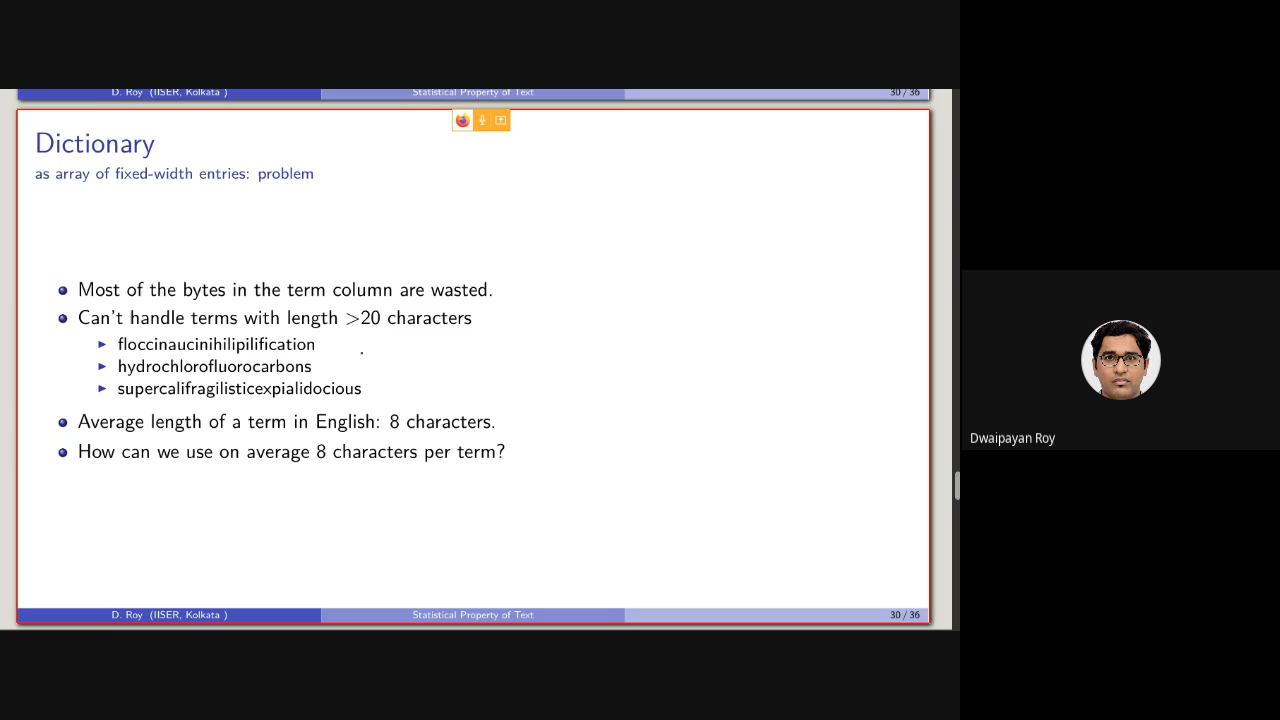 D. Roy (IISER, Kolkata )
Statistical Property of Text
30 / 36
Dictionary
as array of fixed-width entries: problem
Most of the bytes in the term column are wasted.
Can't handle terms with length >20 characters
floccinaucinihilipilification
hydrochlorofluorocarbons
supercalifragilisticexpialidocious
Average length of a term in English: 8 characters.
How can we use on average 8 characters per term?
D. Roy (IISER, Kolkata )
Statistical Property of Text
30 / 36
Dwaipayan Roy